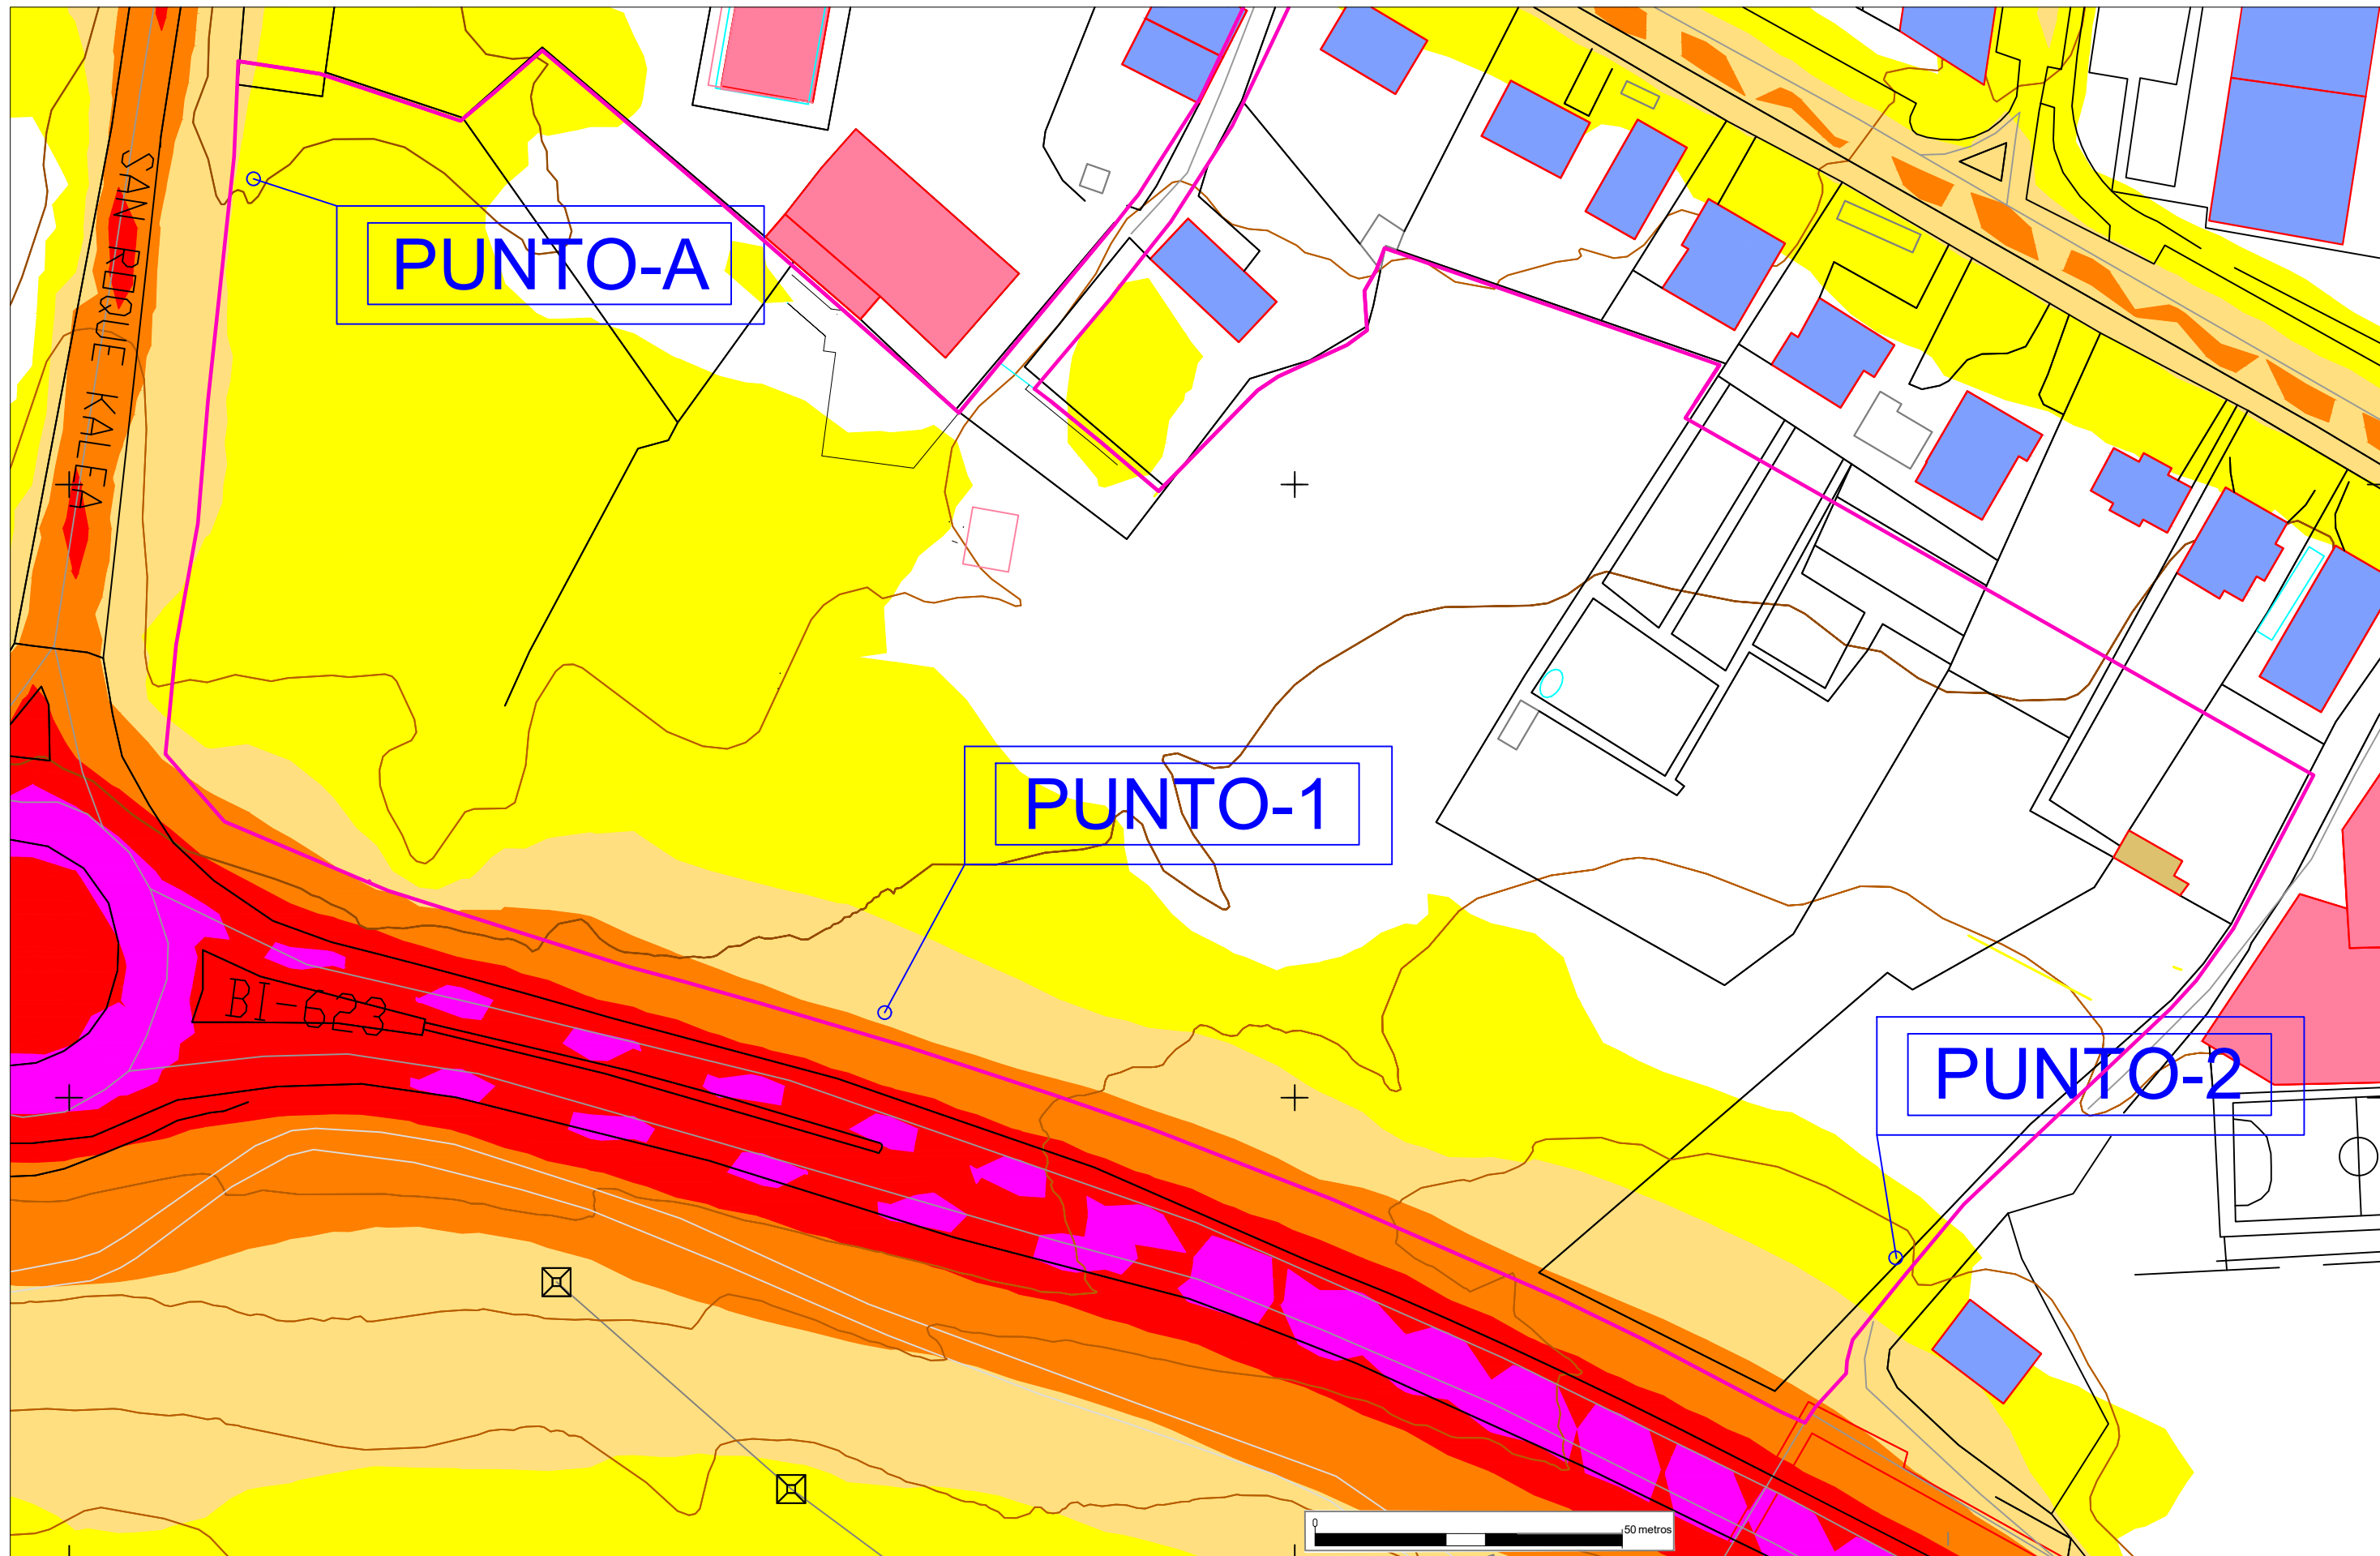 SAN ROQUE KALEA
PUNTO-A
PUNTO-1
BI-623
PUNTO-2
0
50 metros